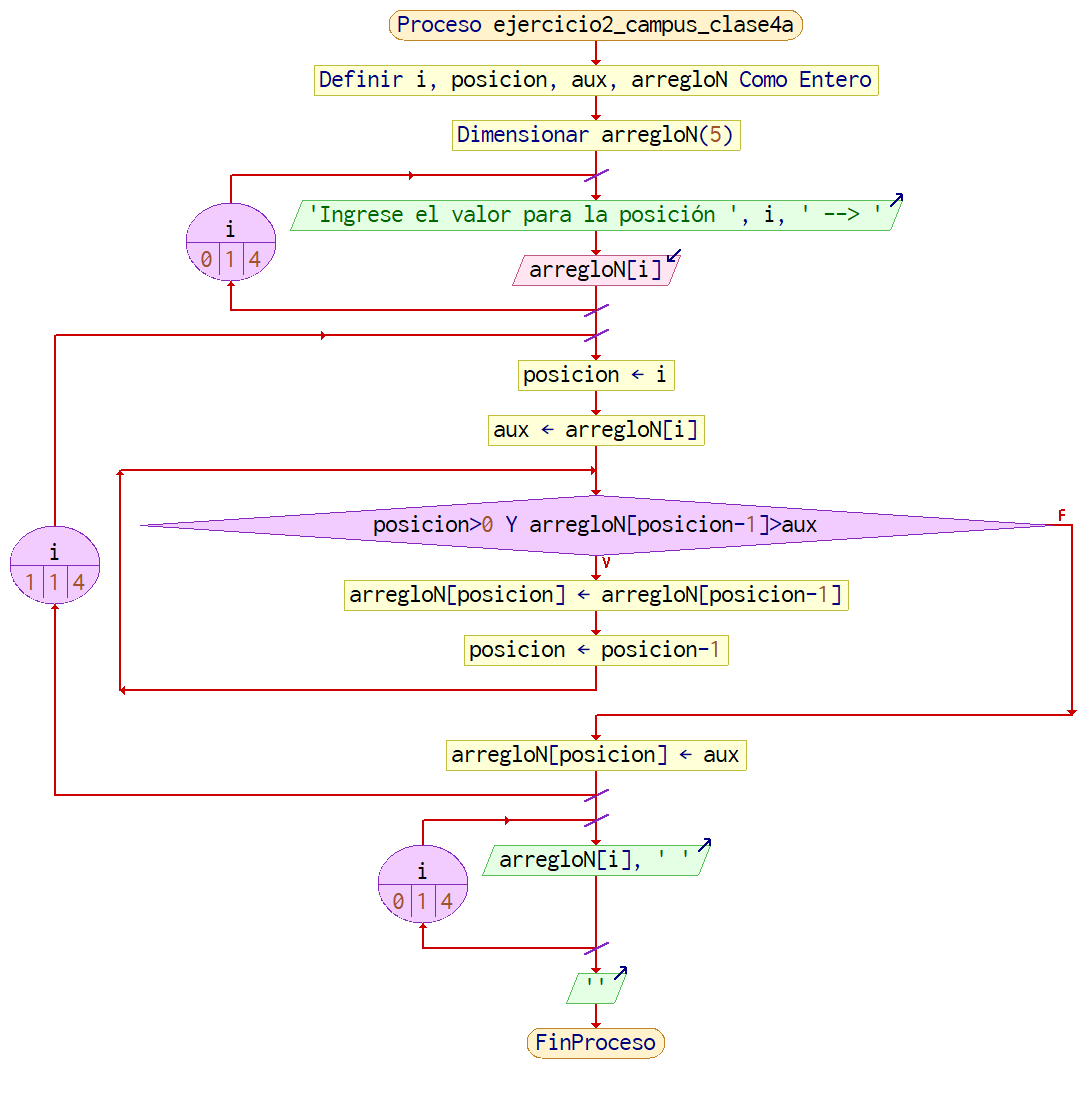 Proceso ejercicio2_campus_clase4a
Definir i, posicion, aux, arregloN Como Entero
Dimensionar arregloN(5)
i
0 1 4
'Ingrese el valor para la posición ', i, ' --> '
arregloN[i]
posicion ← i
aux ← arregloN[i]
i
1 1 4
posicion>0 Y arregloN[posicion-1]>aux
F
V
arregloN[posicion] ← arregloN[posicion-1]
posicion ← posicion-1
arregloN[posicion] ← aux
i
0 1 4
arregloN[i], ' '
''
FinProceso